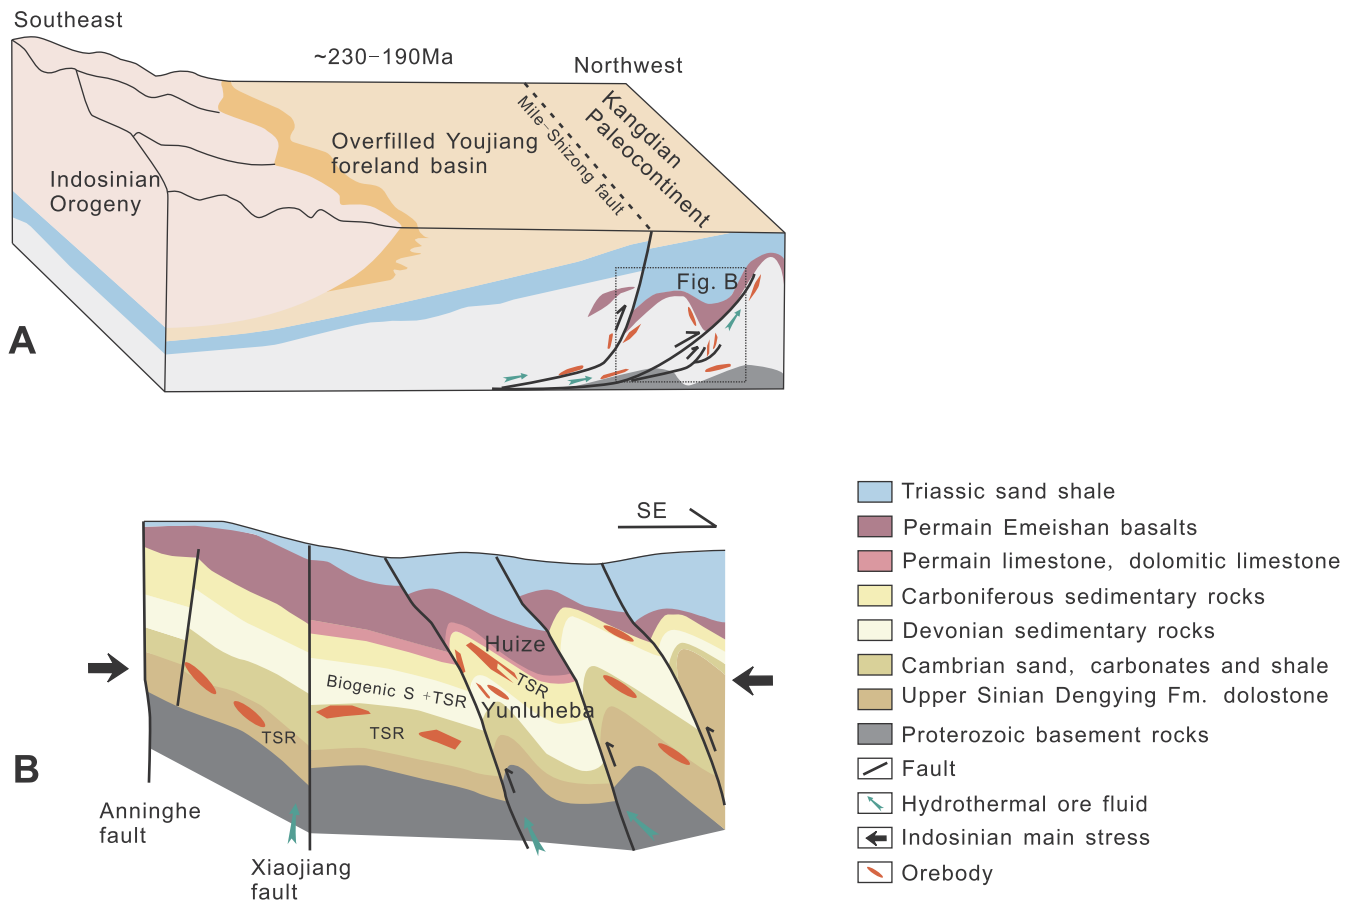 Southeast
~230−190Ma
Northwest
Kangdian
Paleocontinent
Mile−Shizong fault
Overfilled Youjiang
foreland basin
Indosinian
Orogeny
Fig. B
A
SE
Huize
TSR
Biogenic S +TSR
Yunluheba
TSR
TSR
B
Anninghe
fault
Xiaojiang
fault
Triassic sand shale
Permain Emeishan basalts
Permain limestone, dolomitic limestone
Carboniferous sedimentary rocks
Devonian sedimentary rocks
Cambrian sand, carbonates and shale
Upper Sinian Dengying Fm. dolostone
Proterozoic basement rocks
Fault
Hydrothermal ore fluid
Indosinian main stress
Orebody